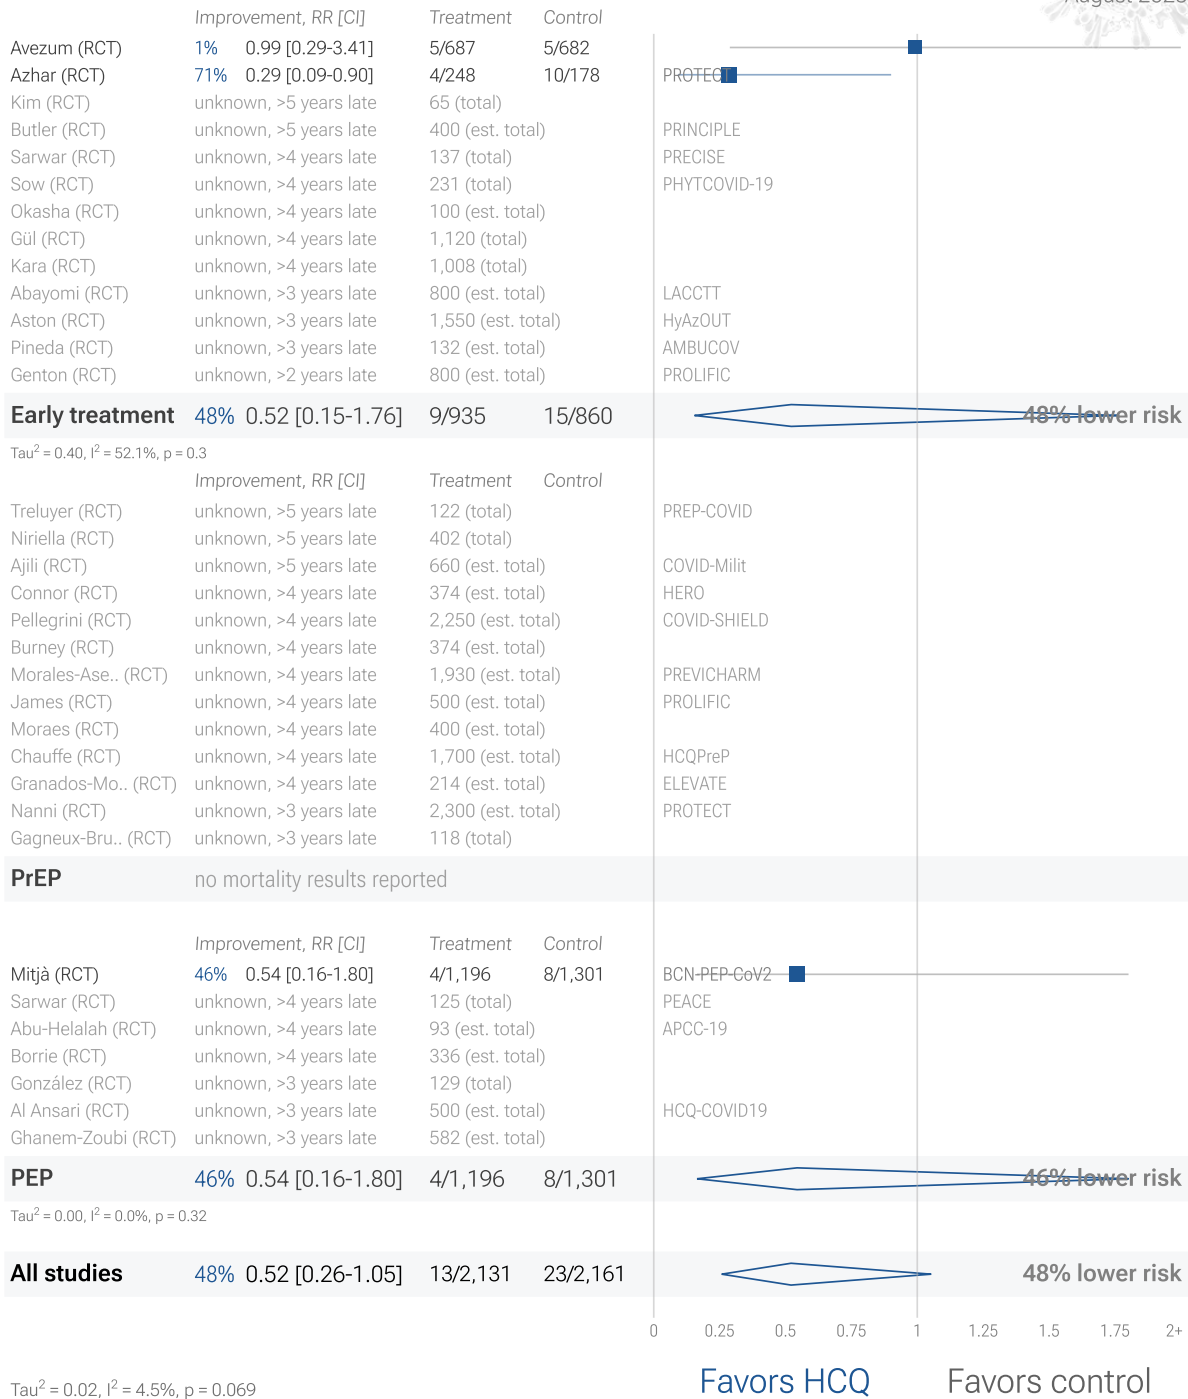 August 2025
Improvement, RR [CI] Treatment Control
Avezum (RCT) 1% 0.99 [0.29-3.41] 5/687 5/682
Azhar (RCT) 71% 0.29 [0.09-0.90] 4/248 10/178 PROTECT
Kim (RCT) unknown, >5 years late 65 (total)
Butler (RCT) unknown, >5 years late 400 (est. total) PRINCIPLE
Sarwar (RCT) unknown, >4 years late 137 (total) PRECISE
Sow (RCT) unknown, >4 years late 231 (total) PHYTCOVID-19
Okasha (RCT) unknown, >4 years late 100 (est. total)
Gül (RCT) unknown, >4 years late 1,120 (total)
Kara (RCT) unknown, >4 years late 1,008 (total)
Abayomi (RCT) unknown, >3 years late 800 (est. total) LACCTT
Aston (RCT) unknown, >3 years late 1,550 (est. total) HyAzOUT
Pineda (RCT) unknown, >3 years late 132 (est. total) AMBUCOV
Genton (RCT) unknown, >2 years late 800 (est. total) PROLIFIC
Early treatment 48% 0.52 [0.15-1.76] 9/935 15/860 48% lower risk
Tau² = 0.40, I² = 52.1%, p = 0.3
Improvement, RR [CI] Treatment Control
Treluyer (RCT) unknown, >5 years late 122 (total) PREP-COVID
Niriella (RCT) unknown, >5 years late 402 (total)
Ajili (RCT) unknown, >5 years late 660 (est. total) COVID-Milit
Connor (RCT) unknown, >4 years late 374 (est. total) HERO
Pellegrini (RCT) unknown, >4 years late 2,250 (est. total) COVID-SHIELD
Burney (RCT) unknown, >4 years late 374 (est. total)
Morales-Ase.. (RCT) unknown, >4 years late 1,930 (est. total) PREVICHARM
James (RCT) unknown, >4 years late 500 (est. total) PROLIFIC
Moraes (RCT) unknown, >4 years late 400 (est. total)
Chauffe (RCT) unknown, >4 years late 1,700 (est. total) HCQPreP
Granados-Mo.. (RCT) unknown, >4 years late 214 (est. total) ELEVATE
Nanni (RCT) unknown, >3 years late 2,300 (est. total) PROTECT
Gagneux-Bru.. (RCT) unknown, >3 years late 118 (total)
PrEP no mortality results reported
Improvement, RR [CI] Treatment Control
Mitjà (RCT) 46% 0.54 [0.16-1.80] 4/1,196 8/1,301 BCN-PEP-CoV2
Sarwar (RCT) unknown, >4 years late 125 (total) PEACE
Abu-Helalah (RCT) unknown, >4 years late 93 (est. total) APCC-19
Borrie (RCT) unknown, >4 years late 336 (est. total)
González (RCT) unknown, >3 years late 129 (total)
Al Ansari (RCT) unknown, >3 years late 500 (est. total) HCQ-COVID19
Ghanem-Zoubi (RCT) unknown, >3 years late 582 (est. total)
PEP 46% 0.54 [0.16-1.80] 4/1,196 8/1,301 46% lower risk
Tau² = 0.00, I² = 0.0%, p = 0.32
All studies 48% 0.52 [0.26-1.05] 13/2,131 23/2,161 48% lower risk
0 0.25 0.5 0.75 1 1.25 1.5 1.75 2+
Tau² = 0.02, I² = 4.5%, p = 0.069 Favors HCQ Favors control